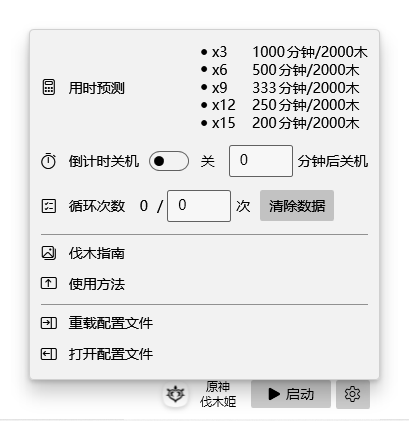 用时预测
• x3 1000分钟/2000木
• x6 500分钟/2000木
• x9 333分钟/2000木
• x12 250分钟/2000木
• x15 200分钟/2000木
倒计时关机 关 0 分钟后关机
循环次数 0 / 0 次 清除数据
伐木指南
使用方法
重载配置文件
打开配置文件
原神
伐木姬
启动